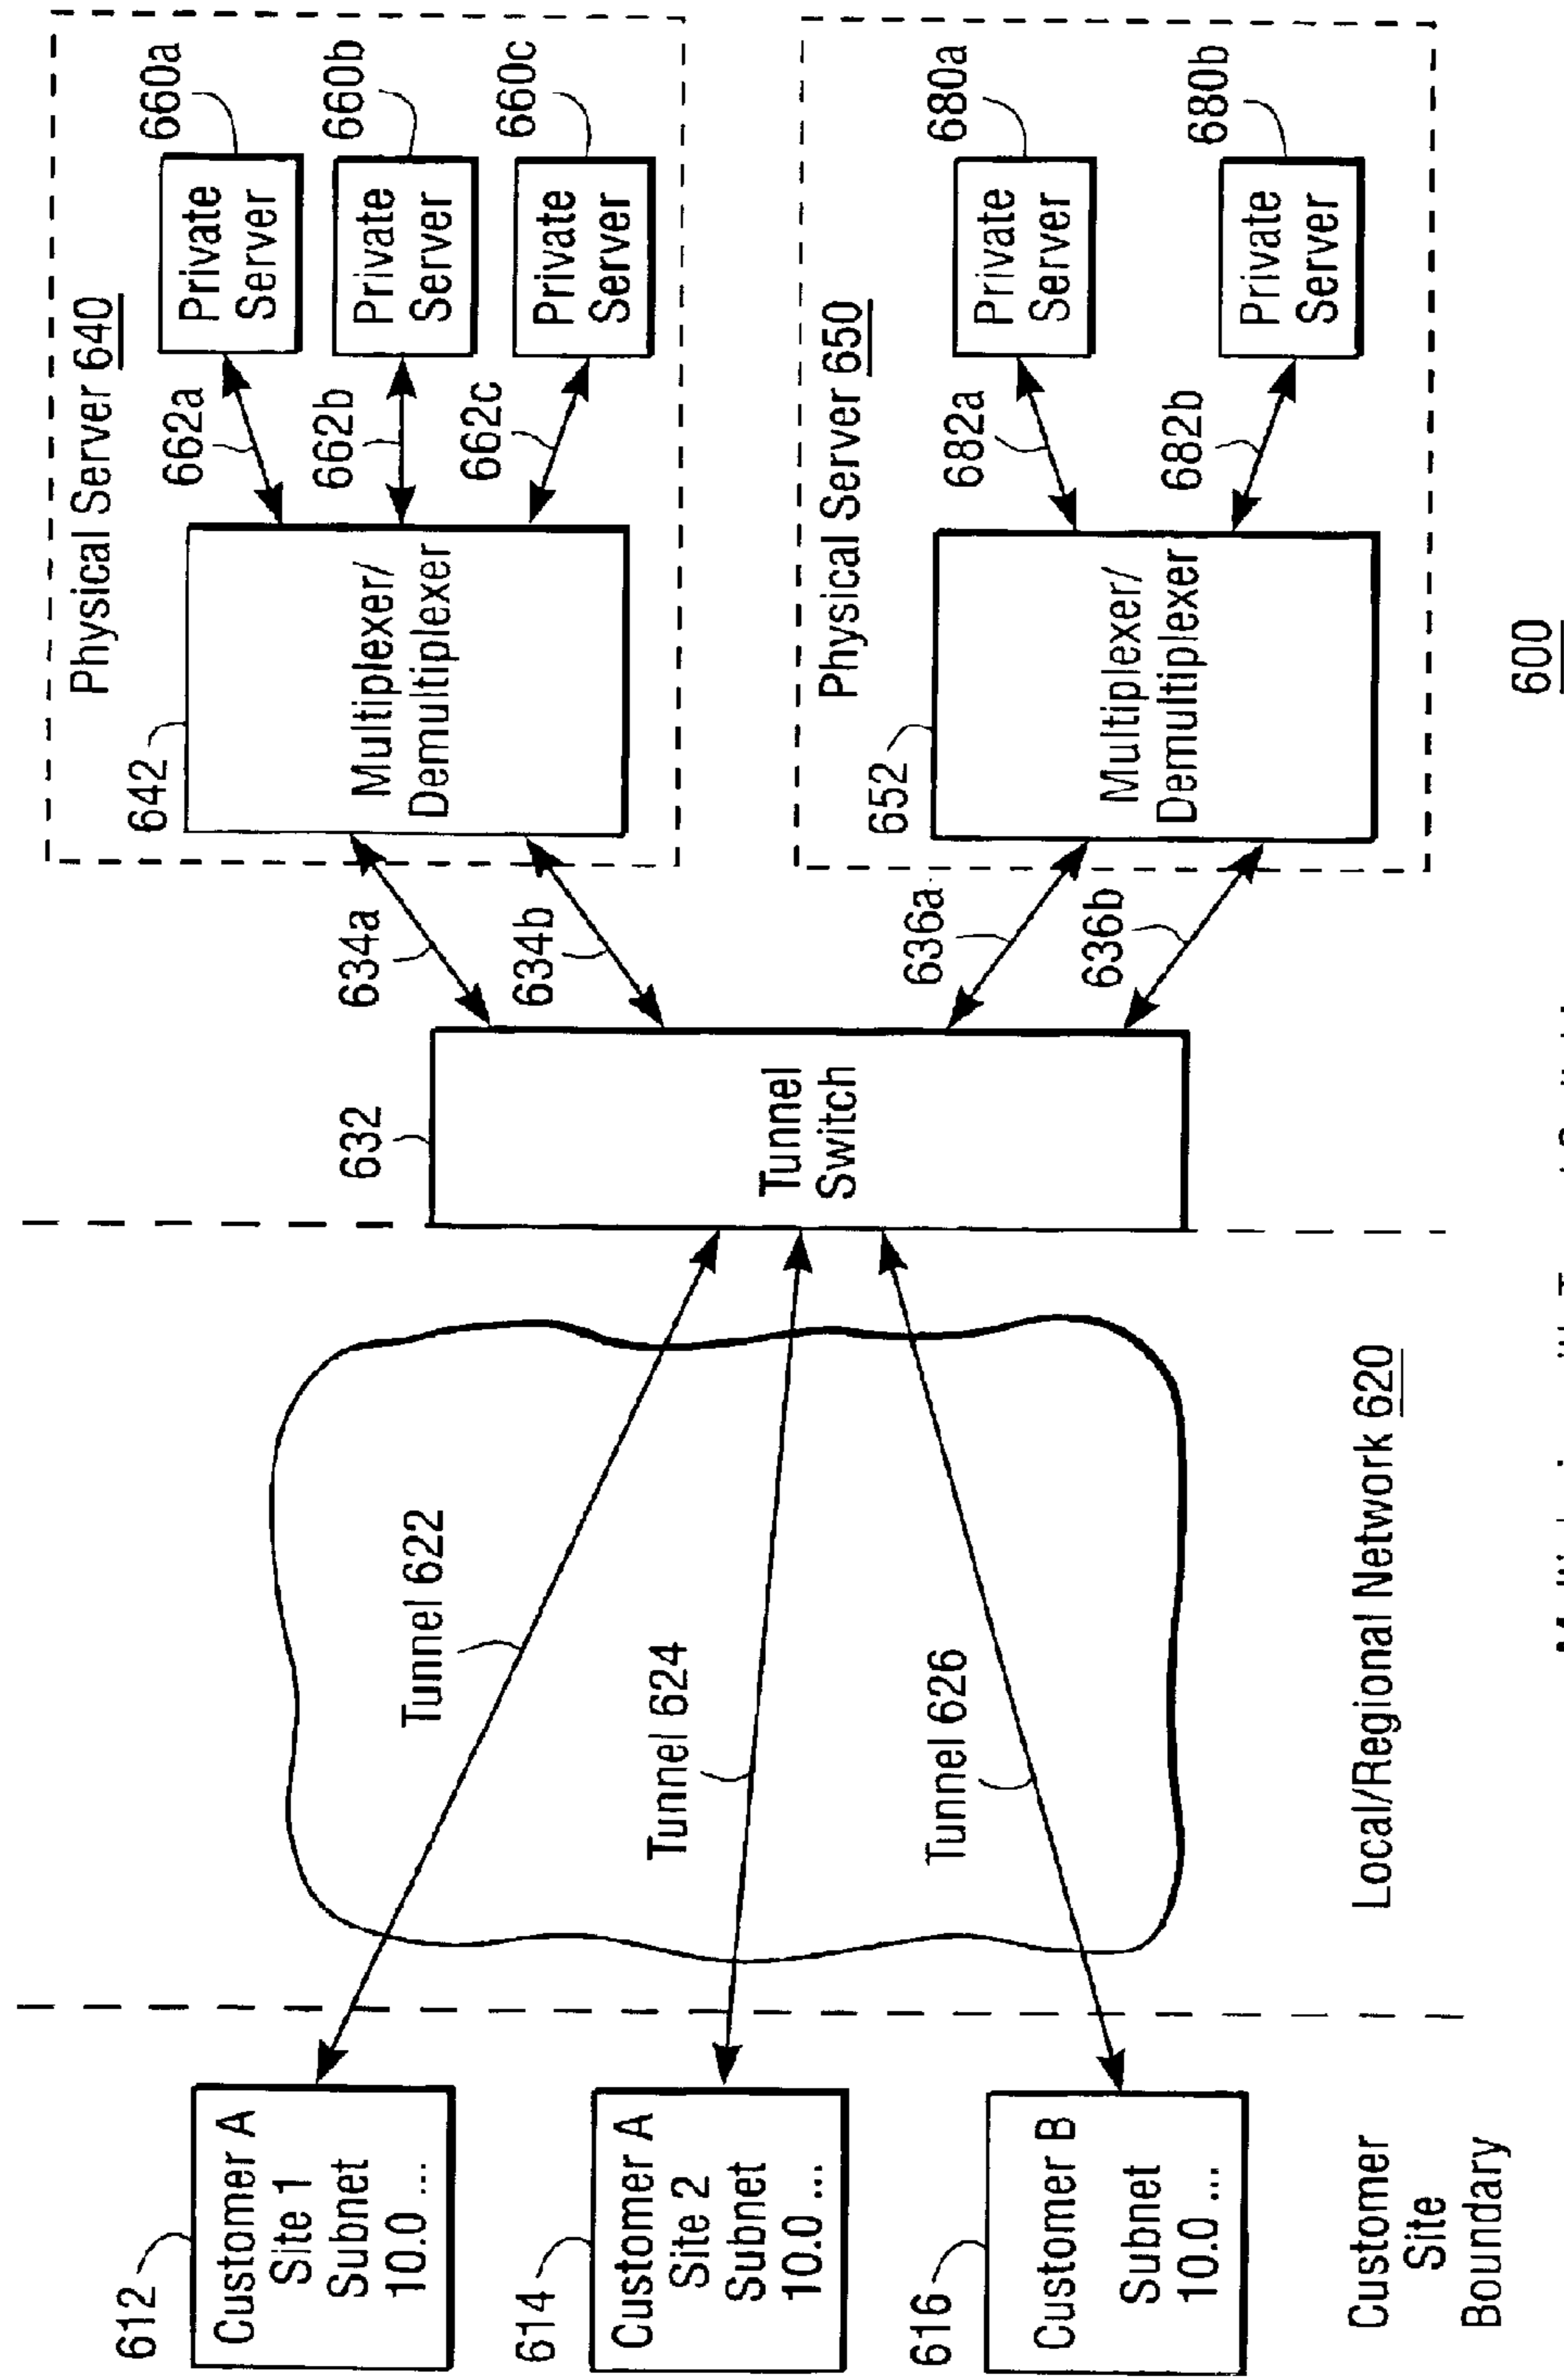 612
Customer A
Site 1
Subnet
10.0 ...
614
Customer A
Site 2
Subnet
10.0 ...
616
Customer B
Subnet
10.0 ...
Customer
Site
Boundary
Tunnel 622
Tunnel 624
Tunnel 626
Local/Regional Network 620
632
Tunnel
Switch
634a
634b
636a
636b
Physical Server 640
642
Multiplexer/
Demultiplexer
662a
662b
662c
660a
Private
Server
660b
Private
Server
660c
Private
Server
Physical Server 650
652
Multiplexer/
Demultiplexer
682a
682b
680a
Private
Server
680b
Private
Server
600